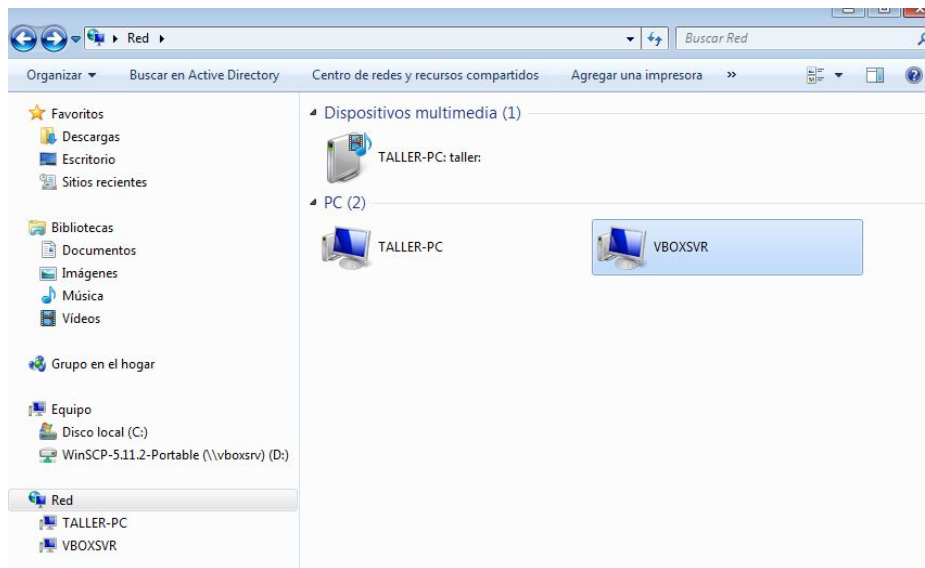 Red
Buscar Red
Organizar
Buscar en Active Directory
Centro de redes y recursos compartidos
Agregar una impresora
»
Favoritos
Descargas
Escritorio
Sitios recientes
Bibliotecas
Documentos
Imágenes
Música
Vídeos
Grupo en el hogar
Equipo
Disco local (C:)
WinSCP-5.11.2-Portable (\\vboxsrv) (D:)
Red
TALLER-PC
VBOXSVR
Dispositivos multimedia (1)
TALLER-PC: taller:
PC (2)
TALLER-PC
VBOXSVR